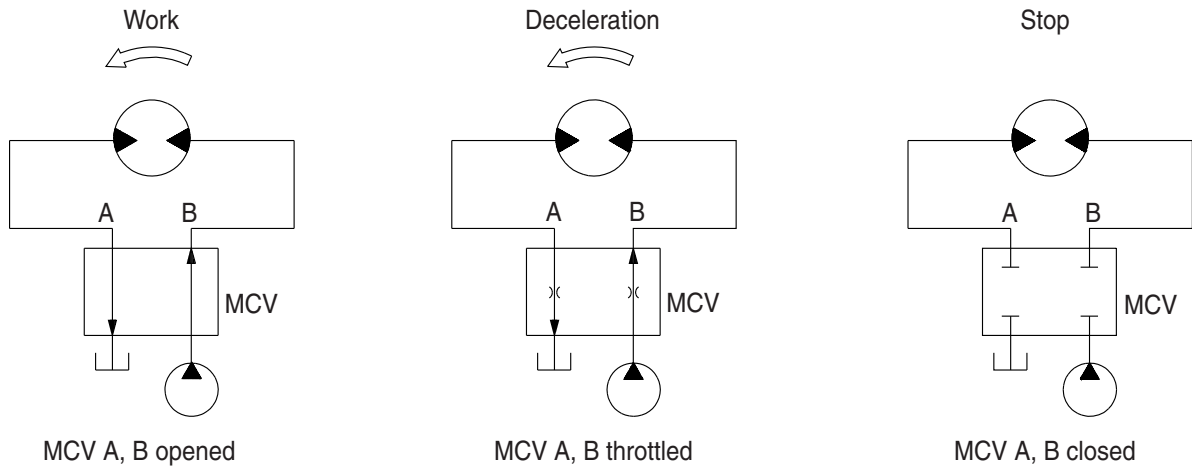 Work
Deceleration
Stop
A B
MCV
A B
MCV
A B
MCV
MCV A, B opened
MCV A, B throttled
MCV A, B closed